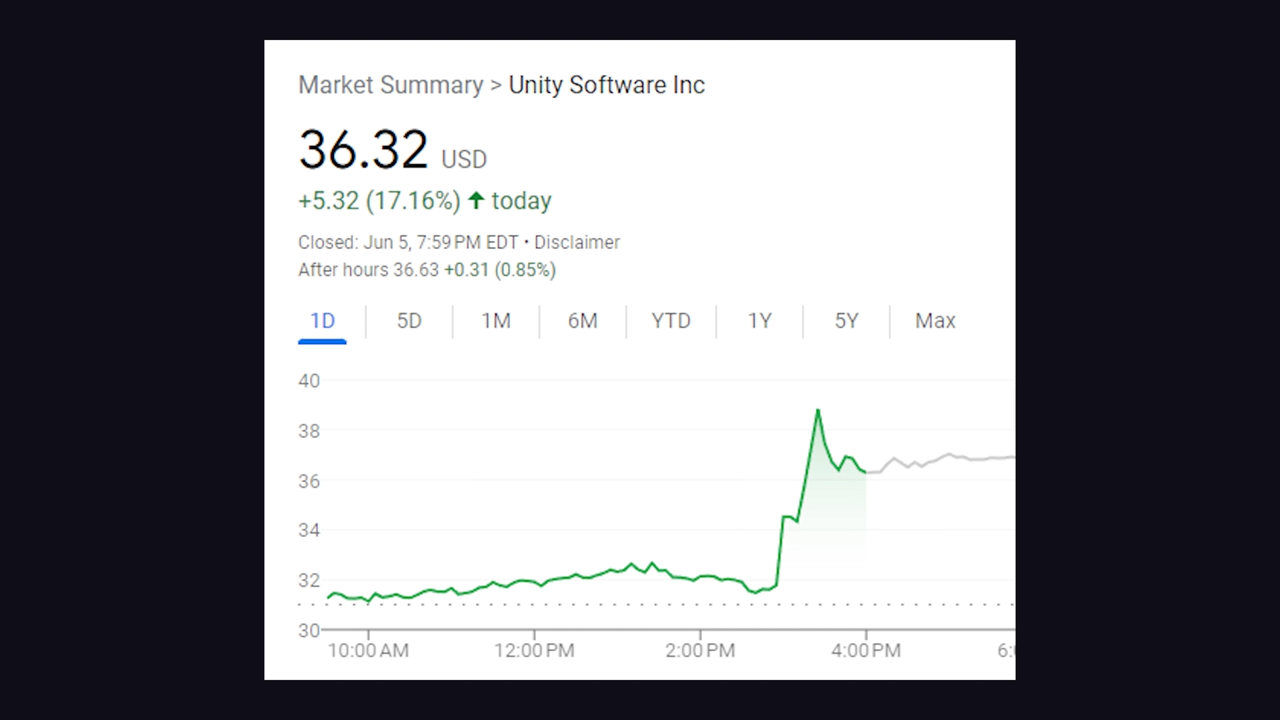 Market Summary > Unity Software Inc
36.32 USD
+5.32 (17.16%) ↑ today
Closed: Jun 5, 7:59 PM EDT • Disclaimer
After hours 36.63 +0.31 (0.85%)
1D 5D 1M 6M YTD 1Y 5Y Max
40
38
36
34
32
30
10:00 AM 12:00 PM 2:00 PM 4:00 PM 6: